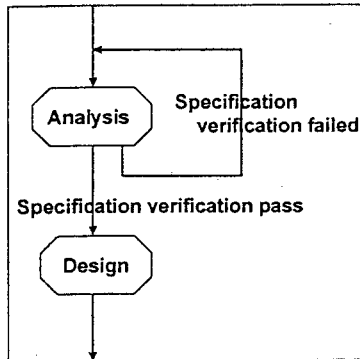 Analysis
Specification
verification failed
Specification verification pass
Design